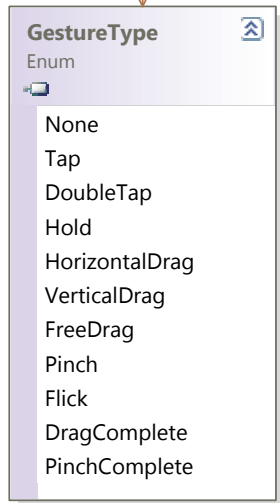 GestureType
Enum
None
Tap
DoubleTap
Hold
HorizontalDrag
VerticalDrag
FreeDrag
Pinch
Flick
DragComplete
PinchComplete